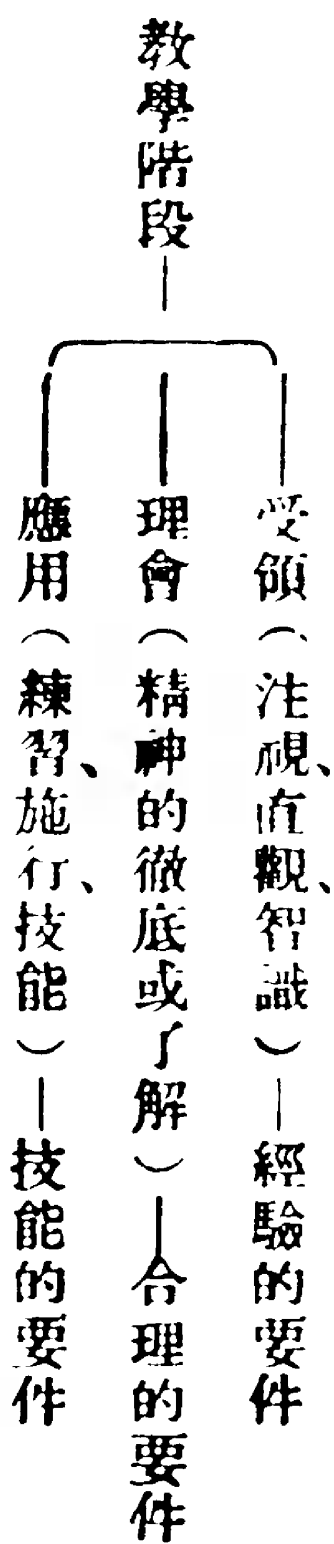 教學階段
受領（注視、直觀、智識）—經驗的要件
理會（精神的徹底或了解）—合理的要件
應用（練習、施行、技能）—技能的要件